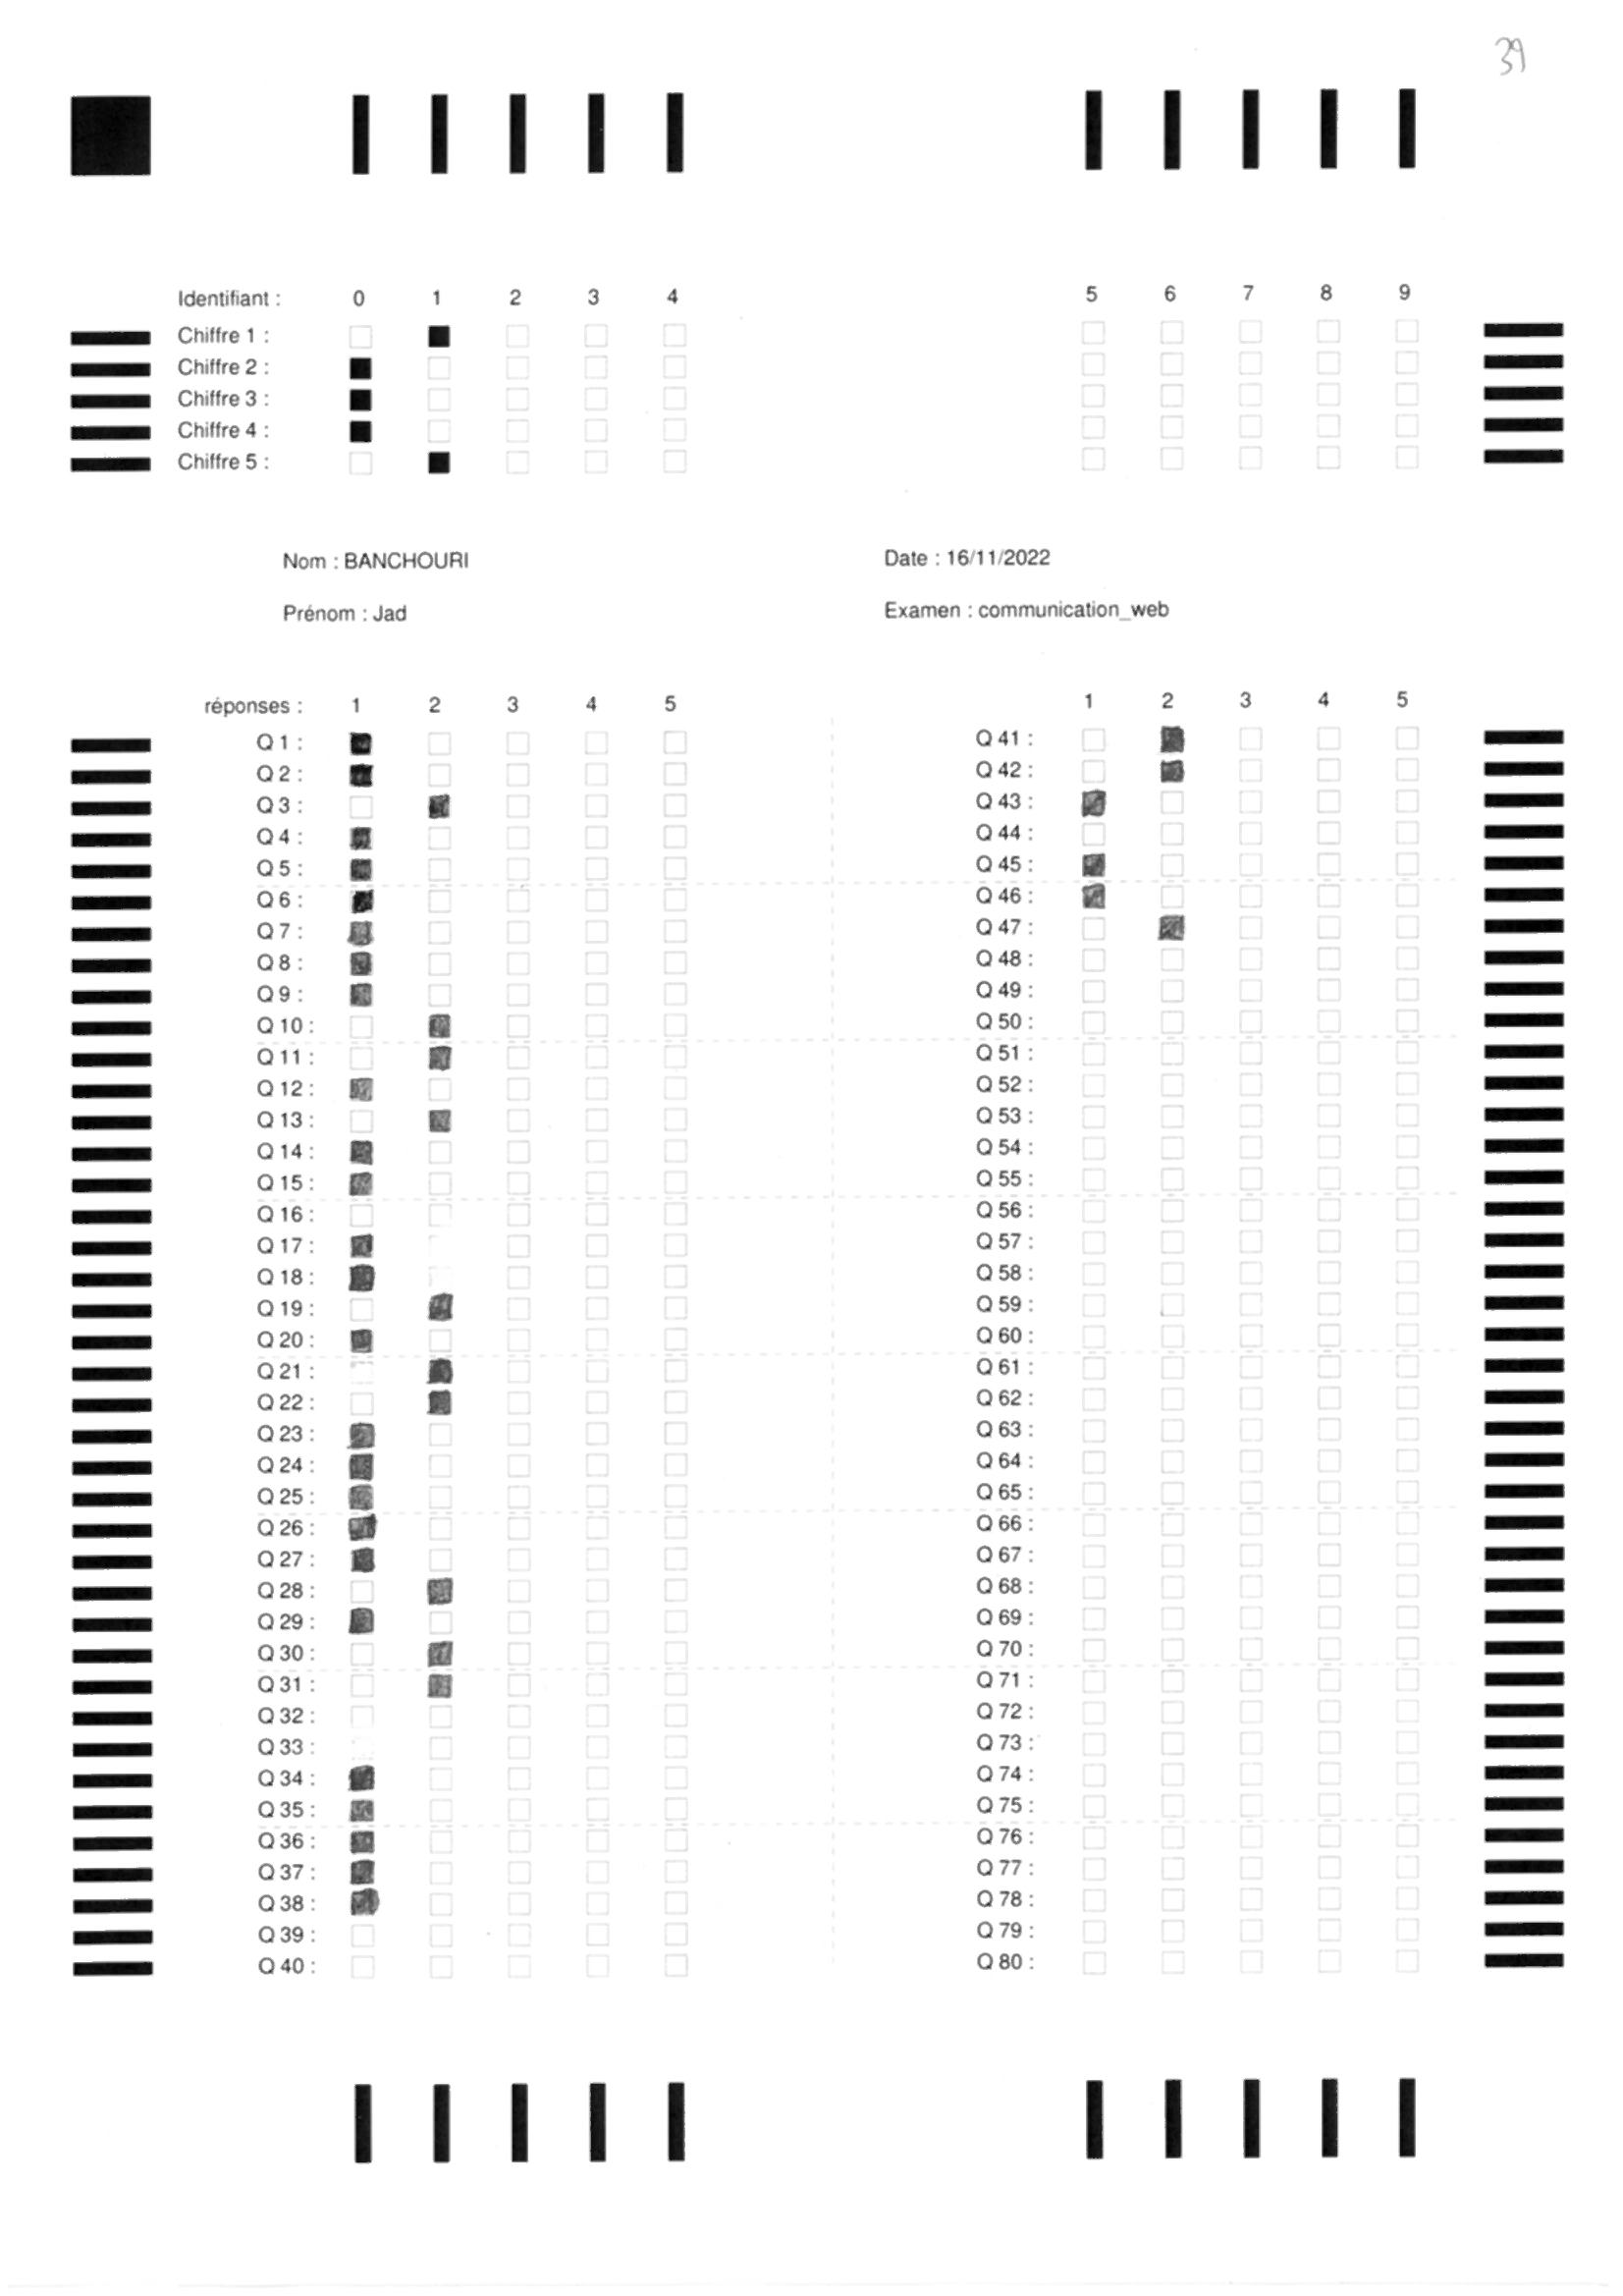 39
Identifiant : 0 1 2 3 4 5 6 7 8 9
Chiffre 1 :
Chiffre 2 :
Chiffre 3 :
Chiffre 4 :
Chiffre 5 :
Nom : BANCHOURI
Date : 16/11/2022
Prénom : Jad
Examen : communication_web
réponses : 1 2 3 4 5
Q 1 :
Q 2 :
Q 3 :
Q 4 :
Q 5 :
Q 6 :
Q 7 :
Q 8 :
Q 9 :
Q 10 :
Q 11 :
Q 12 :
Q 13 :
Q 14 :
Q 15 :
Q 16 :
Q 17 :
Q 18 :
Q 19 :
Q 20 :
Q 21 :
Q 22 :
Q 23 :
Q 24 :
Q 25 :
Q 26 :
Q 27 :
Q 28 :
Q 29 :
Q 30 :
Q 31 :
Q 32 :
Q 33 :
Q 34 :
Q 35 :
Q 36 :
Q 37 :
Q 38 :
Q 39 :
Q 40 :
1 2 3 4 5
Q 41 :
Q 42 :
Q 43 :
Q 44 :
Q 45 :
Q 46 :
Q 47 :
Q 48 :
Q 49 :
Q 50 :
Q 51 :
Q 52 :
Q 53 :
Q 54 :
Q 55 :
Q 56 :
Q 57 :
Q 58 :
Q 59 :
Q 60 :
Q 61 :
Q 62 :
Q 63 :
Q 64 :
Q 65 :
Q 66 :
Q 67 :
Q 68 :
Q 69 :
Q 70 :
Q 71 :
Q 72 :
Q 73 :
Q 74 :
Q 75 :
Q 76 :
Q 77 :
Q 78 :
Q 79 :
Q 80 :